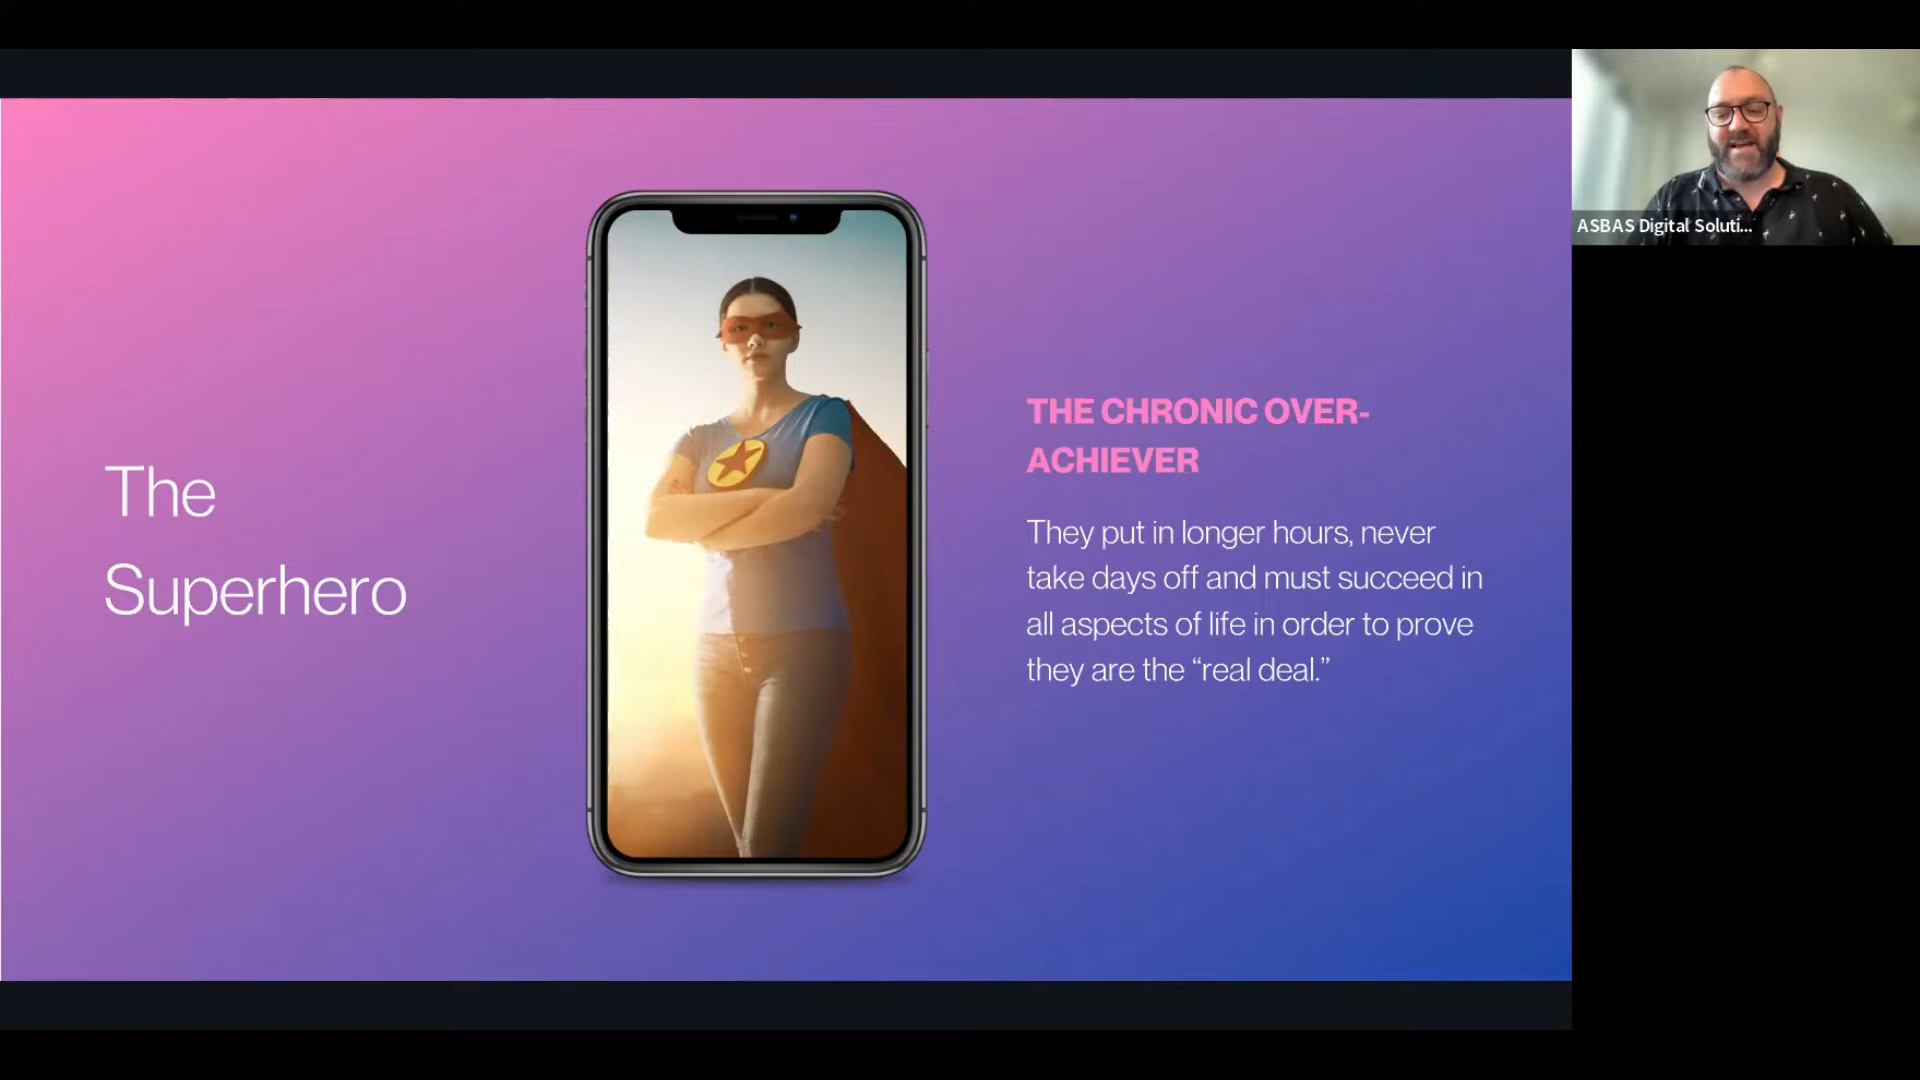 The
Superhero
THE CHRONIC OVER-
ACHIEVER
They put in longer hours, never
take days off and must succeed in
all aspects of life in order to prove
they are the “real deal.”
ASBAS Digital Soluti...